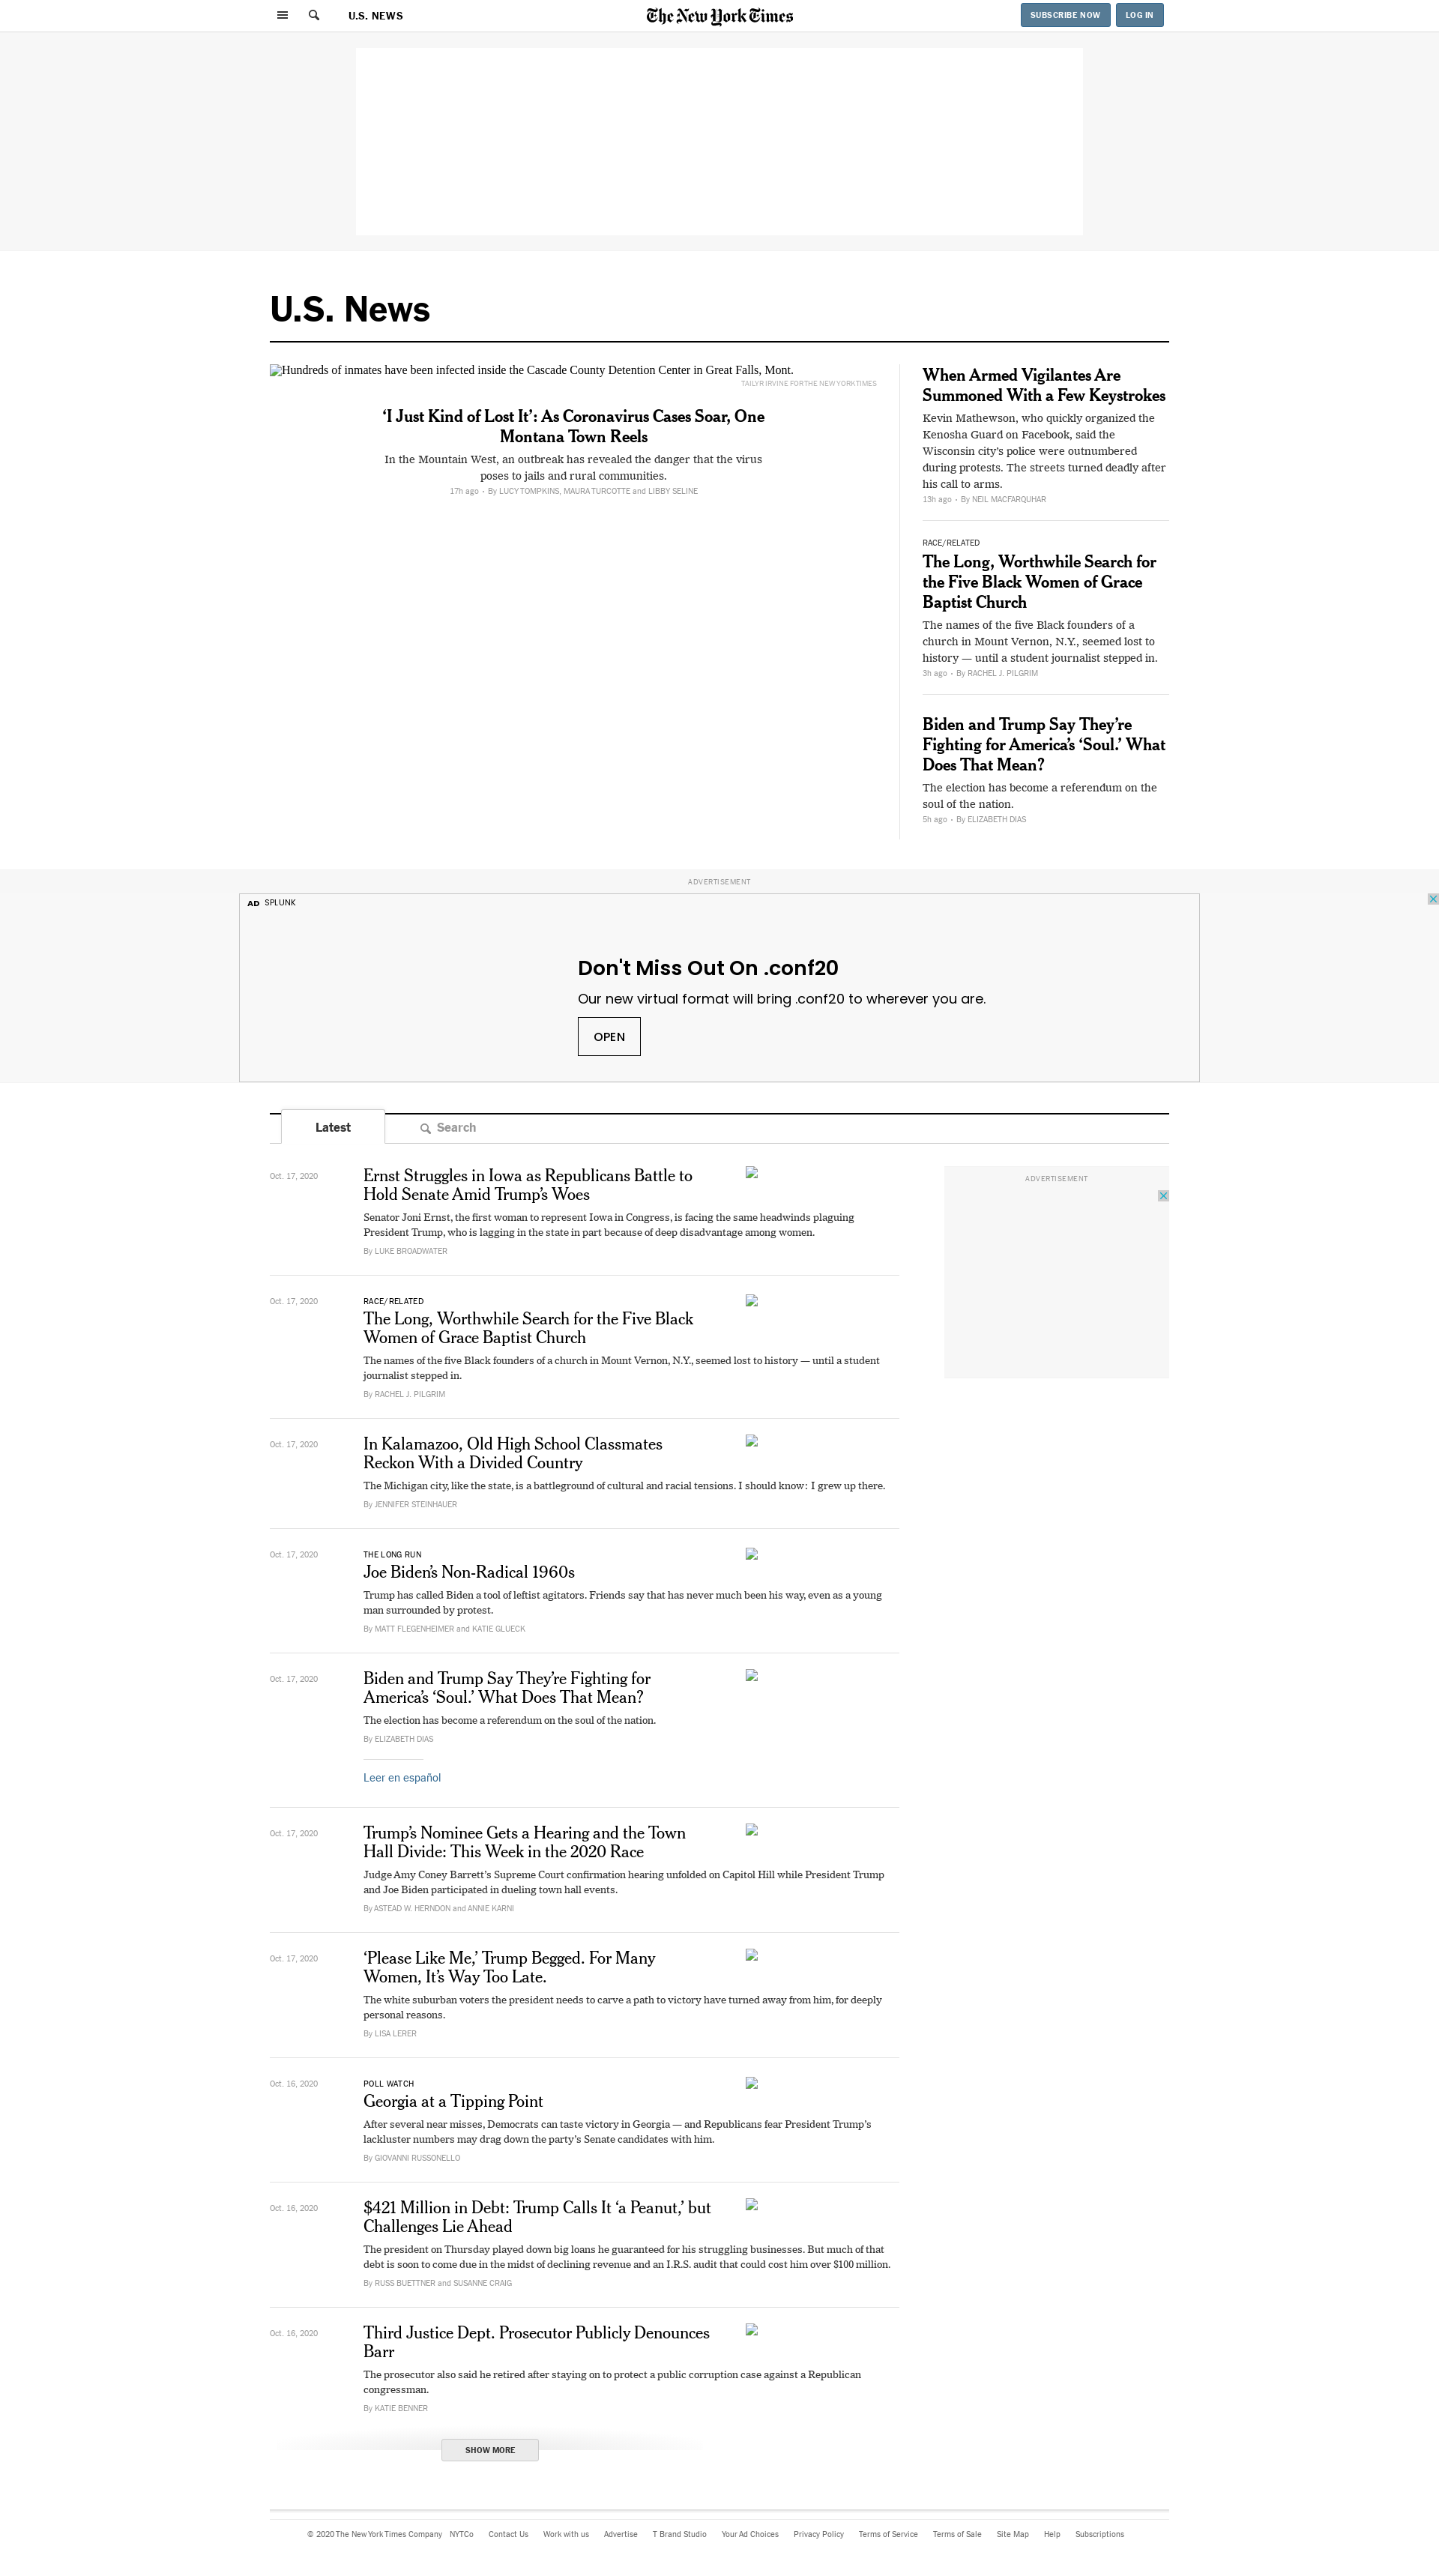 U.S. NEWS
The New York Times
SUBSCRIBE NOW
LOG IN
U.S. News
Hundreds of inmates have been infected inside the Cascade County Detention Center in Great Falls, Mont.
TAILYR IRVINE FOR THE NEW YORK TIMES
‘I Just Kind of Lost It’: As Coronavirus Cases Soar, One
Montana Town Reels
In the Mountain West, an outbreak has revealed the danger that the virus
poses to jails and rural communities.
17h ago • By LUCY TOMPKINS, MAURA TURCOTTE and LIBBY SELINE
When Armed Vigilantes Are
Summoned With a Few Keystrokes
Kevin Mathewson, who quickly organized the
Kenosha Guard on Facebook, said the
Wisconsin city’s police were outnumbered
during protests. The streets turned deadly after
his call to arms.
13h ago • By NEIL MACFARQUHAR
RACE/RELATED
The Long, Worthwhile Search for
the Five Black Women of Grace
Baptist Church
The names of the five Black founders of a
church in Mount Vernon, N.Y., seemed lost to
history — until a student journalist stepped in.
3h ago • By RACHEL J. PILGRIM
Biden and Trump Say They’re
Fighting for America’s ‘Soul.’ What
Does That Mean?
The election has become a referendum on the
soul of the nation.
5h ago • By ELIZABETH DIAS
ADVERTISEMENT
AD SPLUNK
Don't Miss Out On .conf20
Our new virtual format will bring .conf20 to wherever you are.
OPEN
Latest
Search
Oct. 17, 2020
Ernst Struggles in Iowa as Republicans Battle to
Hold Senate Amid Trump’s Woes
Senator Joni Ernst, the first woman to represent Iowa in Congress, is facing the same headwinds plaguing
President Trump, who is lagging in the state in part because of deep disadvantage among women.
By LUKE BROADWATER
ADVERTISEMENT
Oct. 17, 2020
RACE/RELATED
The Long, Worthwhile Search for the Five Black
Women of Grace Baptist Church
The names of the five Black founders of a church in Mount Vernon, N.Y., seemed lost to history — until a student
journalist stepped in.
By RACHEL J. PILGRIM
Oct. 17, 2020
In Kalamazoo, Old High School Classmates
Reckon With a Divided Country
The Michigan city, like the state, is a battleground of cultural and racial tensions. I should know: I grew up there.
By JENNIFER STEINHAUER
Oct. 17, 2020
THE LONG RUN
Joe Biden’s Non-Radical 1960s
Trump has called Biden a tool of leftist agitators. Friends say that has never much been his way, even as a young
man surrounded by protest.
By MATT FLEGENHEIMER and KATIE GLUECK
Oct. 17, 2020
Biden and Trump Say They’re Fighting for
America’s ‘Soul.’ What Does That Mean?
The election has become a referendum on the soul of the nation.
By ELIZABETH DIAS
Leer en español
Oct. 17, 2020
Trump’s Nominee Gets a Hearing and the Town
Hall Divide: This Week in the 2020 Race
Judge Amy Coney Barrett’s Supreme Court confirmation hearing unfolded on Capitol Hill while President Trump
and Joe Biden participated in dueling town hall events.
By ASTEAD W. HERNDON and ANNIE KARNI
Oct. 17, 2020
‘Please Like Me,’ Trump Begged. For Many
Women, It’s Way Too Late.
The white suburban voters the president needs to carve a path to victory have turned away from him, for deeply
personal reasons.
By LISA LERER
Oct. 16, 2020
POLL WATCH
Georgia at a Tipping Point
After several near misses, Democrats can taste victory in Georgia — and Republicans fear President Trump’s
lackluster numbers may drag down the party’s Senate candidates with him.
By GIOVANNI RUSSONELLO
Oct. 16, 2020
$421 Million in Debt: Trump Calls It ‘a Peanut,’ but
Challenges Lie Ahead
The president on Thursday played down big loans he guaranteed for his struggling businesses. But much of that
debt is soon to come due in the midst of declining revenue and an I.R.S. audit that could cost him over $100 million.
By RUSS BUETTNER and SUSANNE CRAIG
Oct. 16, 2020
Third Justice Dept. Prosecutor Publicly Denounces
Barr
The prosecutor also said he retired after staying on to protect a public corruption case against a Republican
congressman.
By KATIE BENNER
SHOW MORE
© 2020 The New York Times Company NYTCo Contact Us Work with us Advertise T Brand Studio Your Ad Choices Privacy Policy Terms of Service Terms of Sale Site Map Help Subscriptions